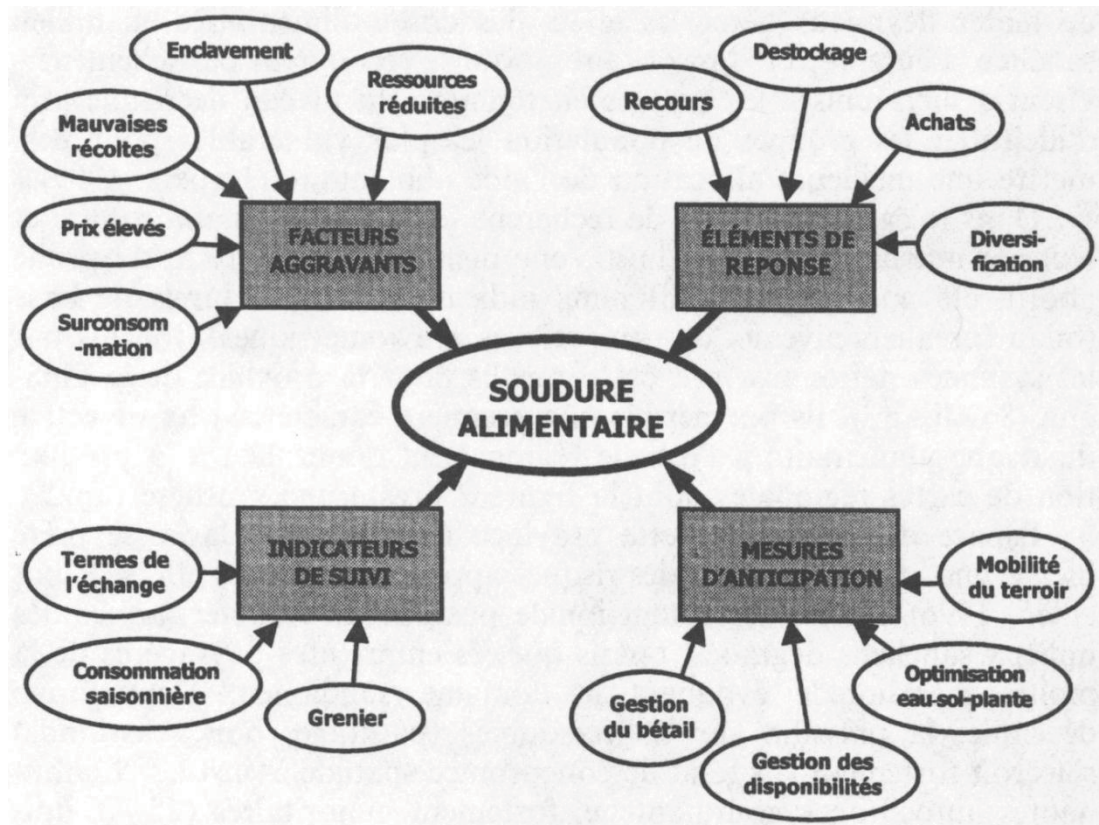 Enclavement
Ressources
réduites
Mauvaises
récoltes
Prix élevés
Surconsom
-mation
FACTEURS
AGGRAVANTS
Destockage
Recours
Achats
Diversi-
fication
ÉLÉMENTS DE
REPONSE
SOUDURE
ALIMENTAIRE
INDICATEURS
DE SUIVI
Termes de
l'échange
Consommation
saisonnière
Grenier
MESURES
D'ANTICIPATION
Mobilité
du terroir
Optimisation
eau-sol-plante
Gestion
du bétail
Gestion des
disponibilités